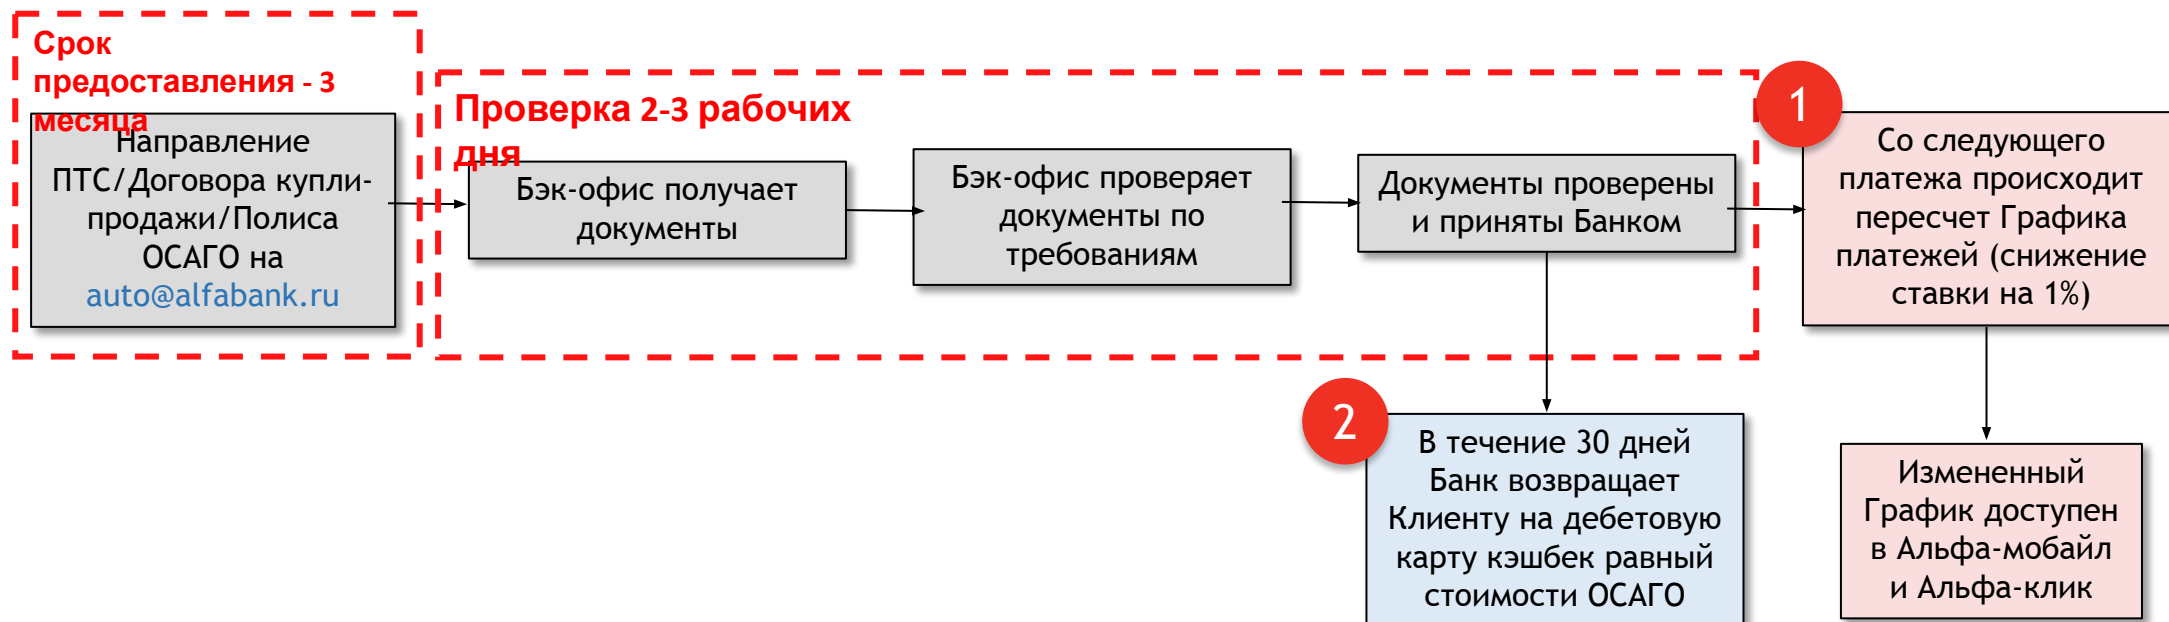 Срок
предоставления - 3
месяца
Направление
ПТС/Договора купли-
продажи/Полиса
ОСАГО на
auto@alfabank.ru
Проверка 2-3 рабочих
дня
Бэк-офис получает
документы
Бэк-офис проверяет
документы по
требованиям
Документы проверены
и приняты Банком
1
Со следующего
платежа происходит
пересчет Графика
платежей (снижение
ставки на 1%)
2
В течение 30 дней
Банк возвращает
Клиенту на дебетовую
карту кэшбек равный
стоимости ОСАГО
Измененный
График доступен
в Альфа-мобайл
и Альфа-клик